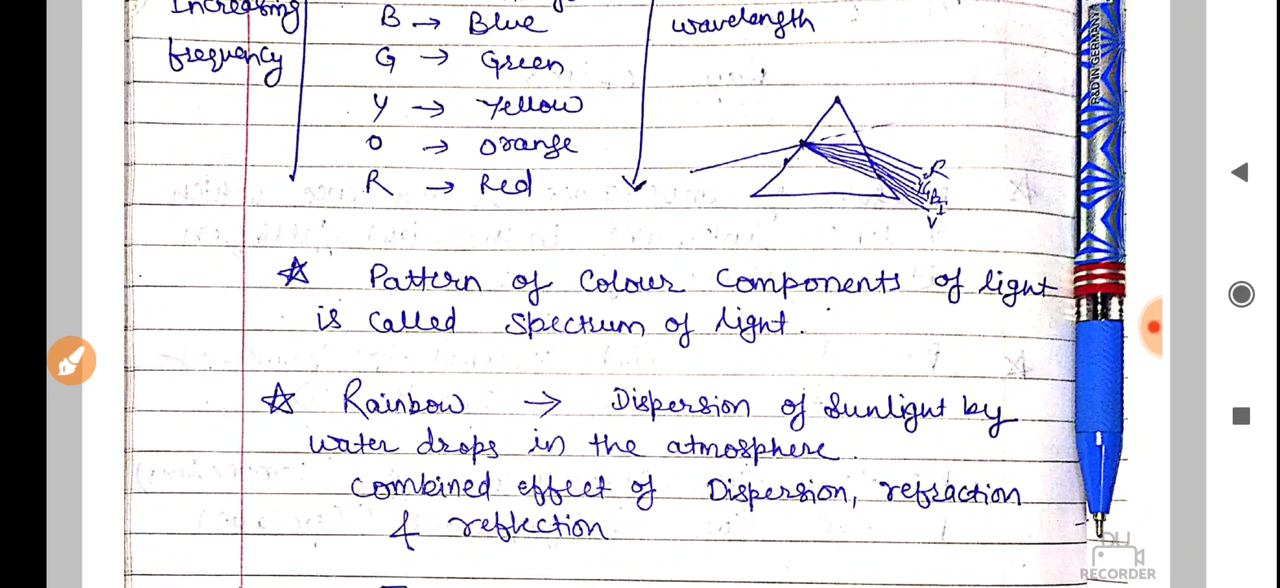 Increasing
frequency
B → Blue
wavelength
G → Green
Y → Yellow
O → Orange
R → Red
R
B
I
V
☆ Pattern of Colour Components of light
is called spectrum of light.
☆ Rainbow → Dispersion of Sunlight by
water drops in the atmosphere.
Combined effect of Dispersion, refraction
& reflection
R&D IN GERMANY
DU
RECORDER